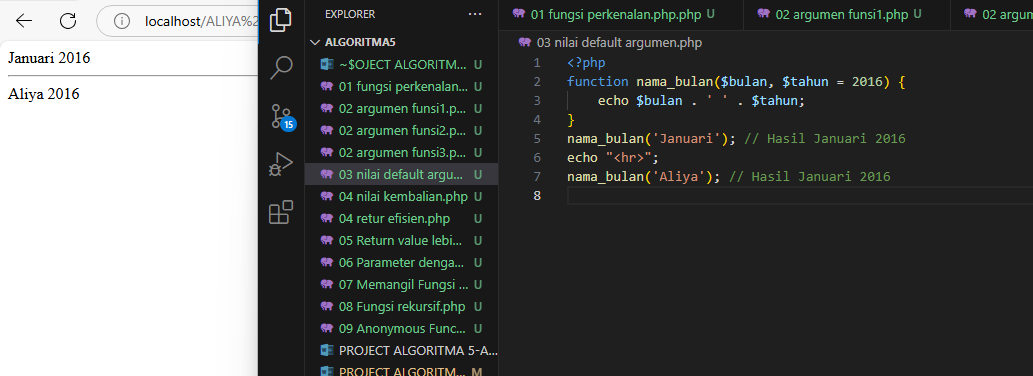 localhost/ALIYA%2
Januari 2016
Aliya 2016
EXPLORER
ALGORITMA5
~$OJECT ALGORITM... U
01 fungsi perkenalan... U
02 argumen funsi1.p... U
02 argumen funsi2.p... U
02 argumen funsi3.p... U
03 nilai default argu... U
04 nilai kembalian.php U
04 retur efisien.php U
05 Return value lebi... U
06 Parameter denga... U
07 Memangil Fungsi ... U
08 Fungsi rekursif.php U
09 Anonymous Func... U
PROJECT ALGORITMA 5-A...
PROJECT ALGORITM... M
15
01 fungsi perkenalan.php.php U
02 argumen funsi1.php U
02 argum
03 nilai default argumen.php
1 <?php
2 function nama_bulan($bulan, $tahun = 2016) {
3 echo $bulan . ' ' . $tahun;
4 }
5 nama_bulan('Januari'); // Hasil Januari 2016
6 echo "<hr>";
7 nama_bulan('Aliya'); // Hasil Januari 2016
8